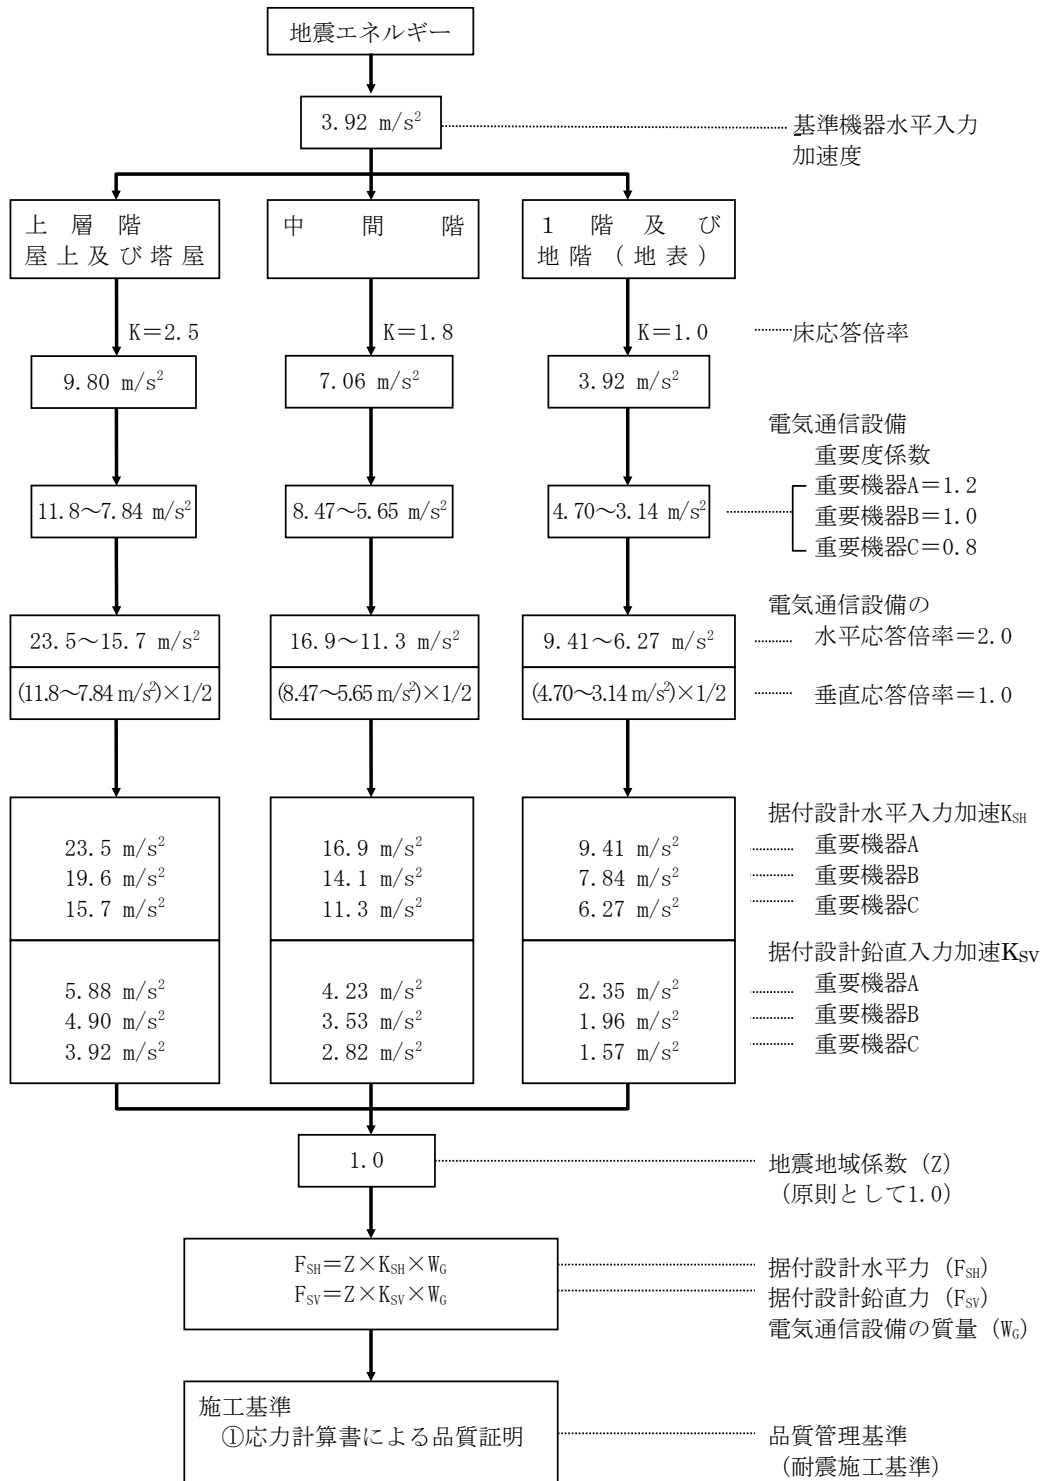 地震エネルギー
3.92 m/s²
基準機器水平入力
加速度
上層階
屋上及び塔屋
中間階
1階及び
地階（地表）
K＝2.5
K＝1.8
K＝1.0
床応答倍率
9.80 m/s²
7.06 m/s²
3.92 m/s²
電気通信設備
重要度係数
重要機器A＝1.2
重要機器B＝1.0
重要機器C＝0.8
11.8～7.84 m/s²
8.47～5.65 m/s²
4.70～3.14 m/s²
電気通信設備の
水平応答倍率＝2.0
23.5～15.7 m/s²
16.9～11.3 m/s²
9.41～6.27 m/s²
(11.8～7.84 m/s²)×1/2
(8.47～5.65 m/s²)×1/2
(4.70～3.14 m/s²)×1/2
垂直応答倍率＝1.0
据付設計水平入力加速K_SH
23.5 m/s²
16.9 m/s²
9.41 m/s²
重要機器A
19.6 m/s²
14.1 m/s²
7.84 m/s²
重要機器B
15.7 m/s²
11.3 m/s²
6.27 m/s²
重要機器C
据付設計鉛直入力加速K_SV
5.88 m/s²
4.23 m/s²
2.35 m/s²
重要機器A
4.90 m/s²
3.53 m/s²
1.96 m/s²
重要機器B
3.92 m/s²
2.82 m/s²
1.57 m/s²
重要機器C
1.0
地震地域係数（Z）
（原則として1.0）
F_SH＝Z×K_SH×W_G
F_SV＝Z×K_SV×W_G
据付設計水平力（F_SH）
据付設計鉛直力（F_SV）
電気通信設備の質量（W_G）
施工基準
①応力計算書による品質証明
品質管理基準
（耐震施工基準）